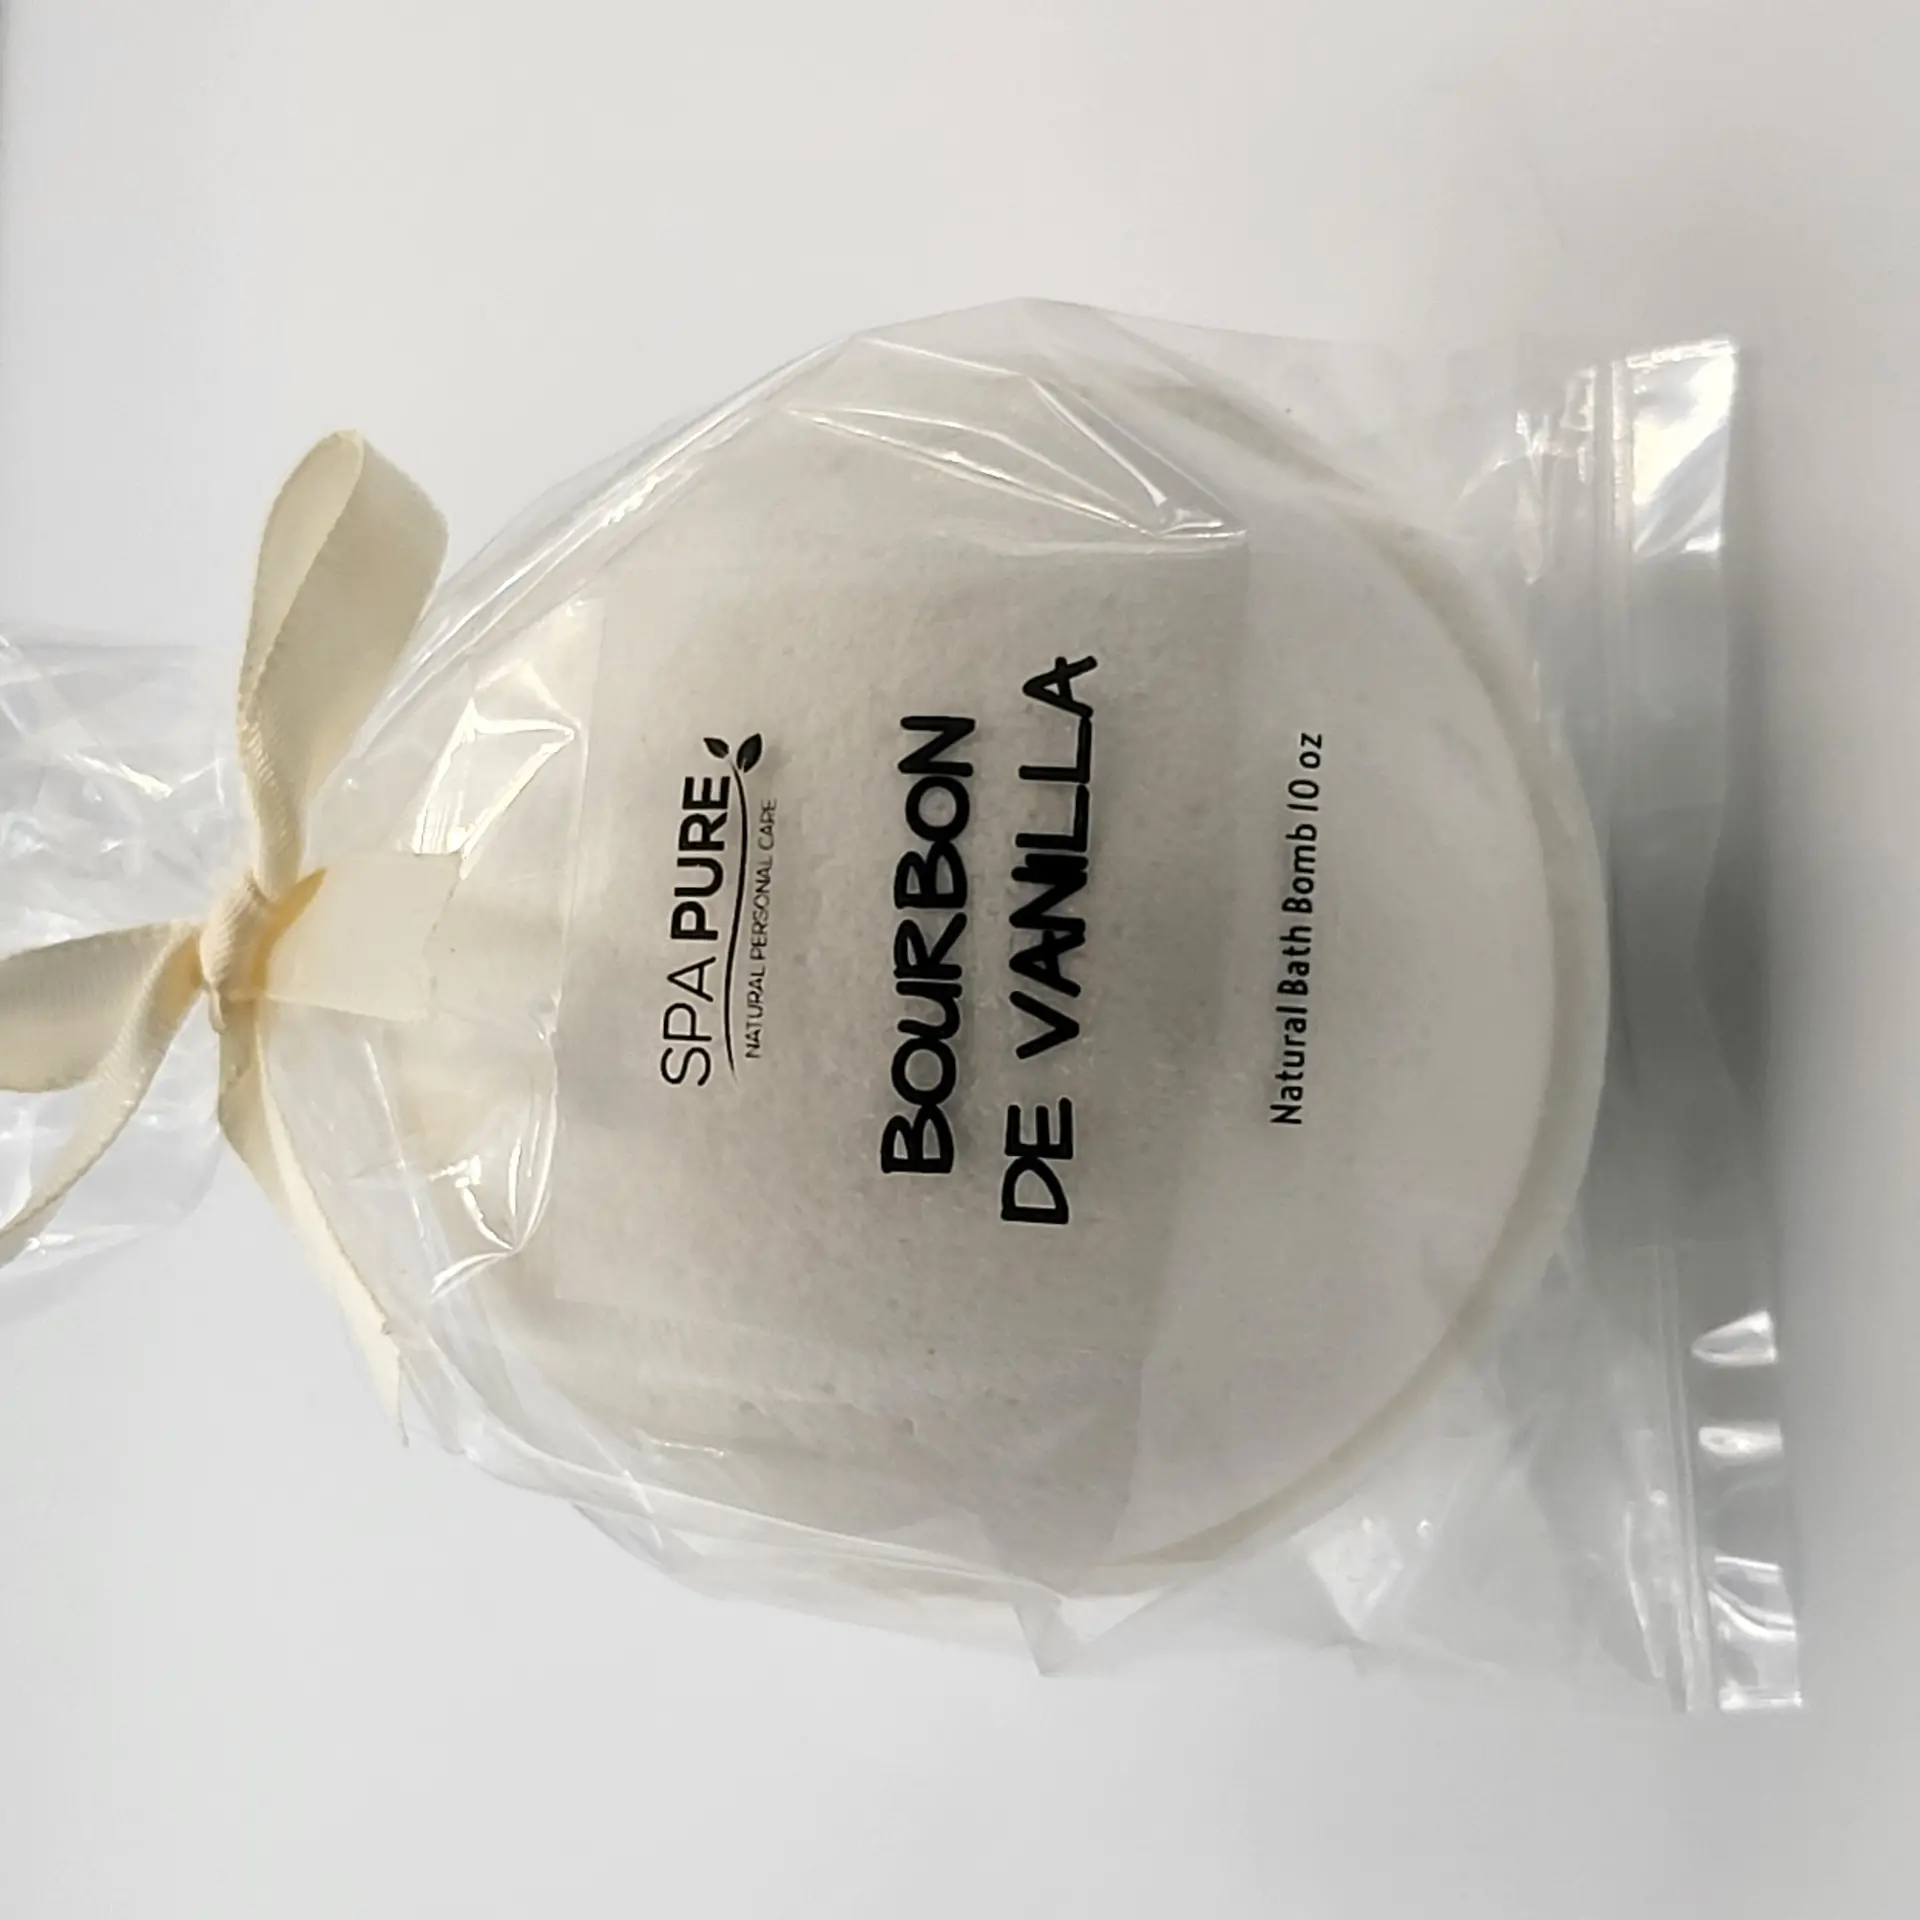 SPA PURE
NATURAL PERSONAL CARE
BOURBON
DE VANILLA
Natural Bath Bomb 10 oz